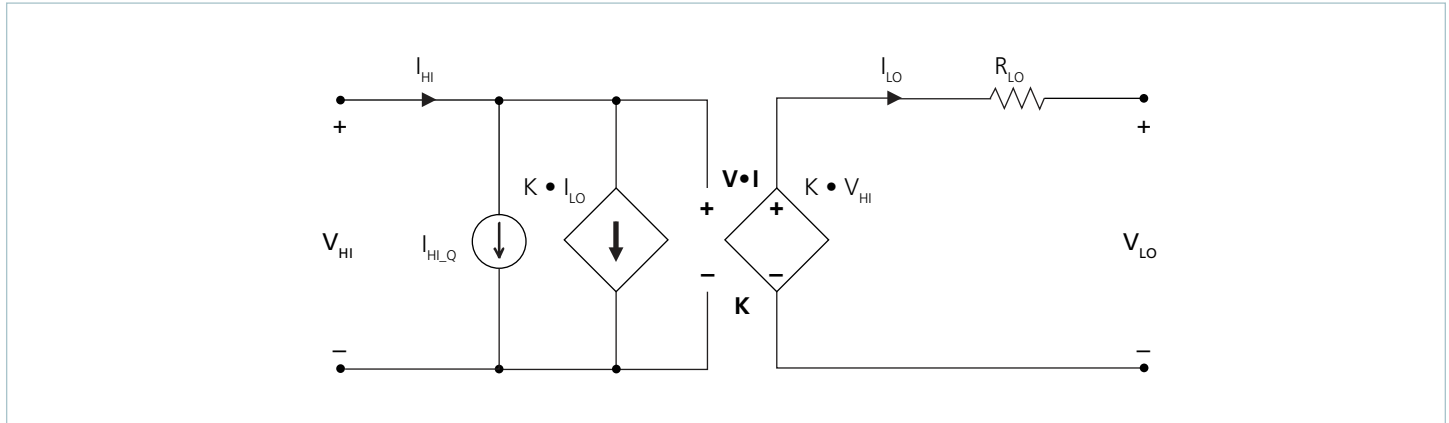 I_HI
I_LO
R_LO
+
+
K • I_LO
V•I
K • V_HI
+
+
V_HI
I_HI_Q
V_LO
–
–
K
–
–